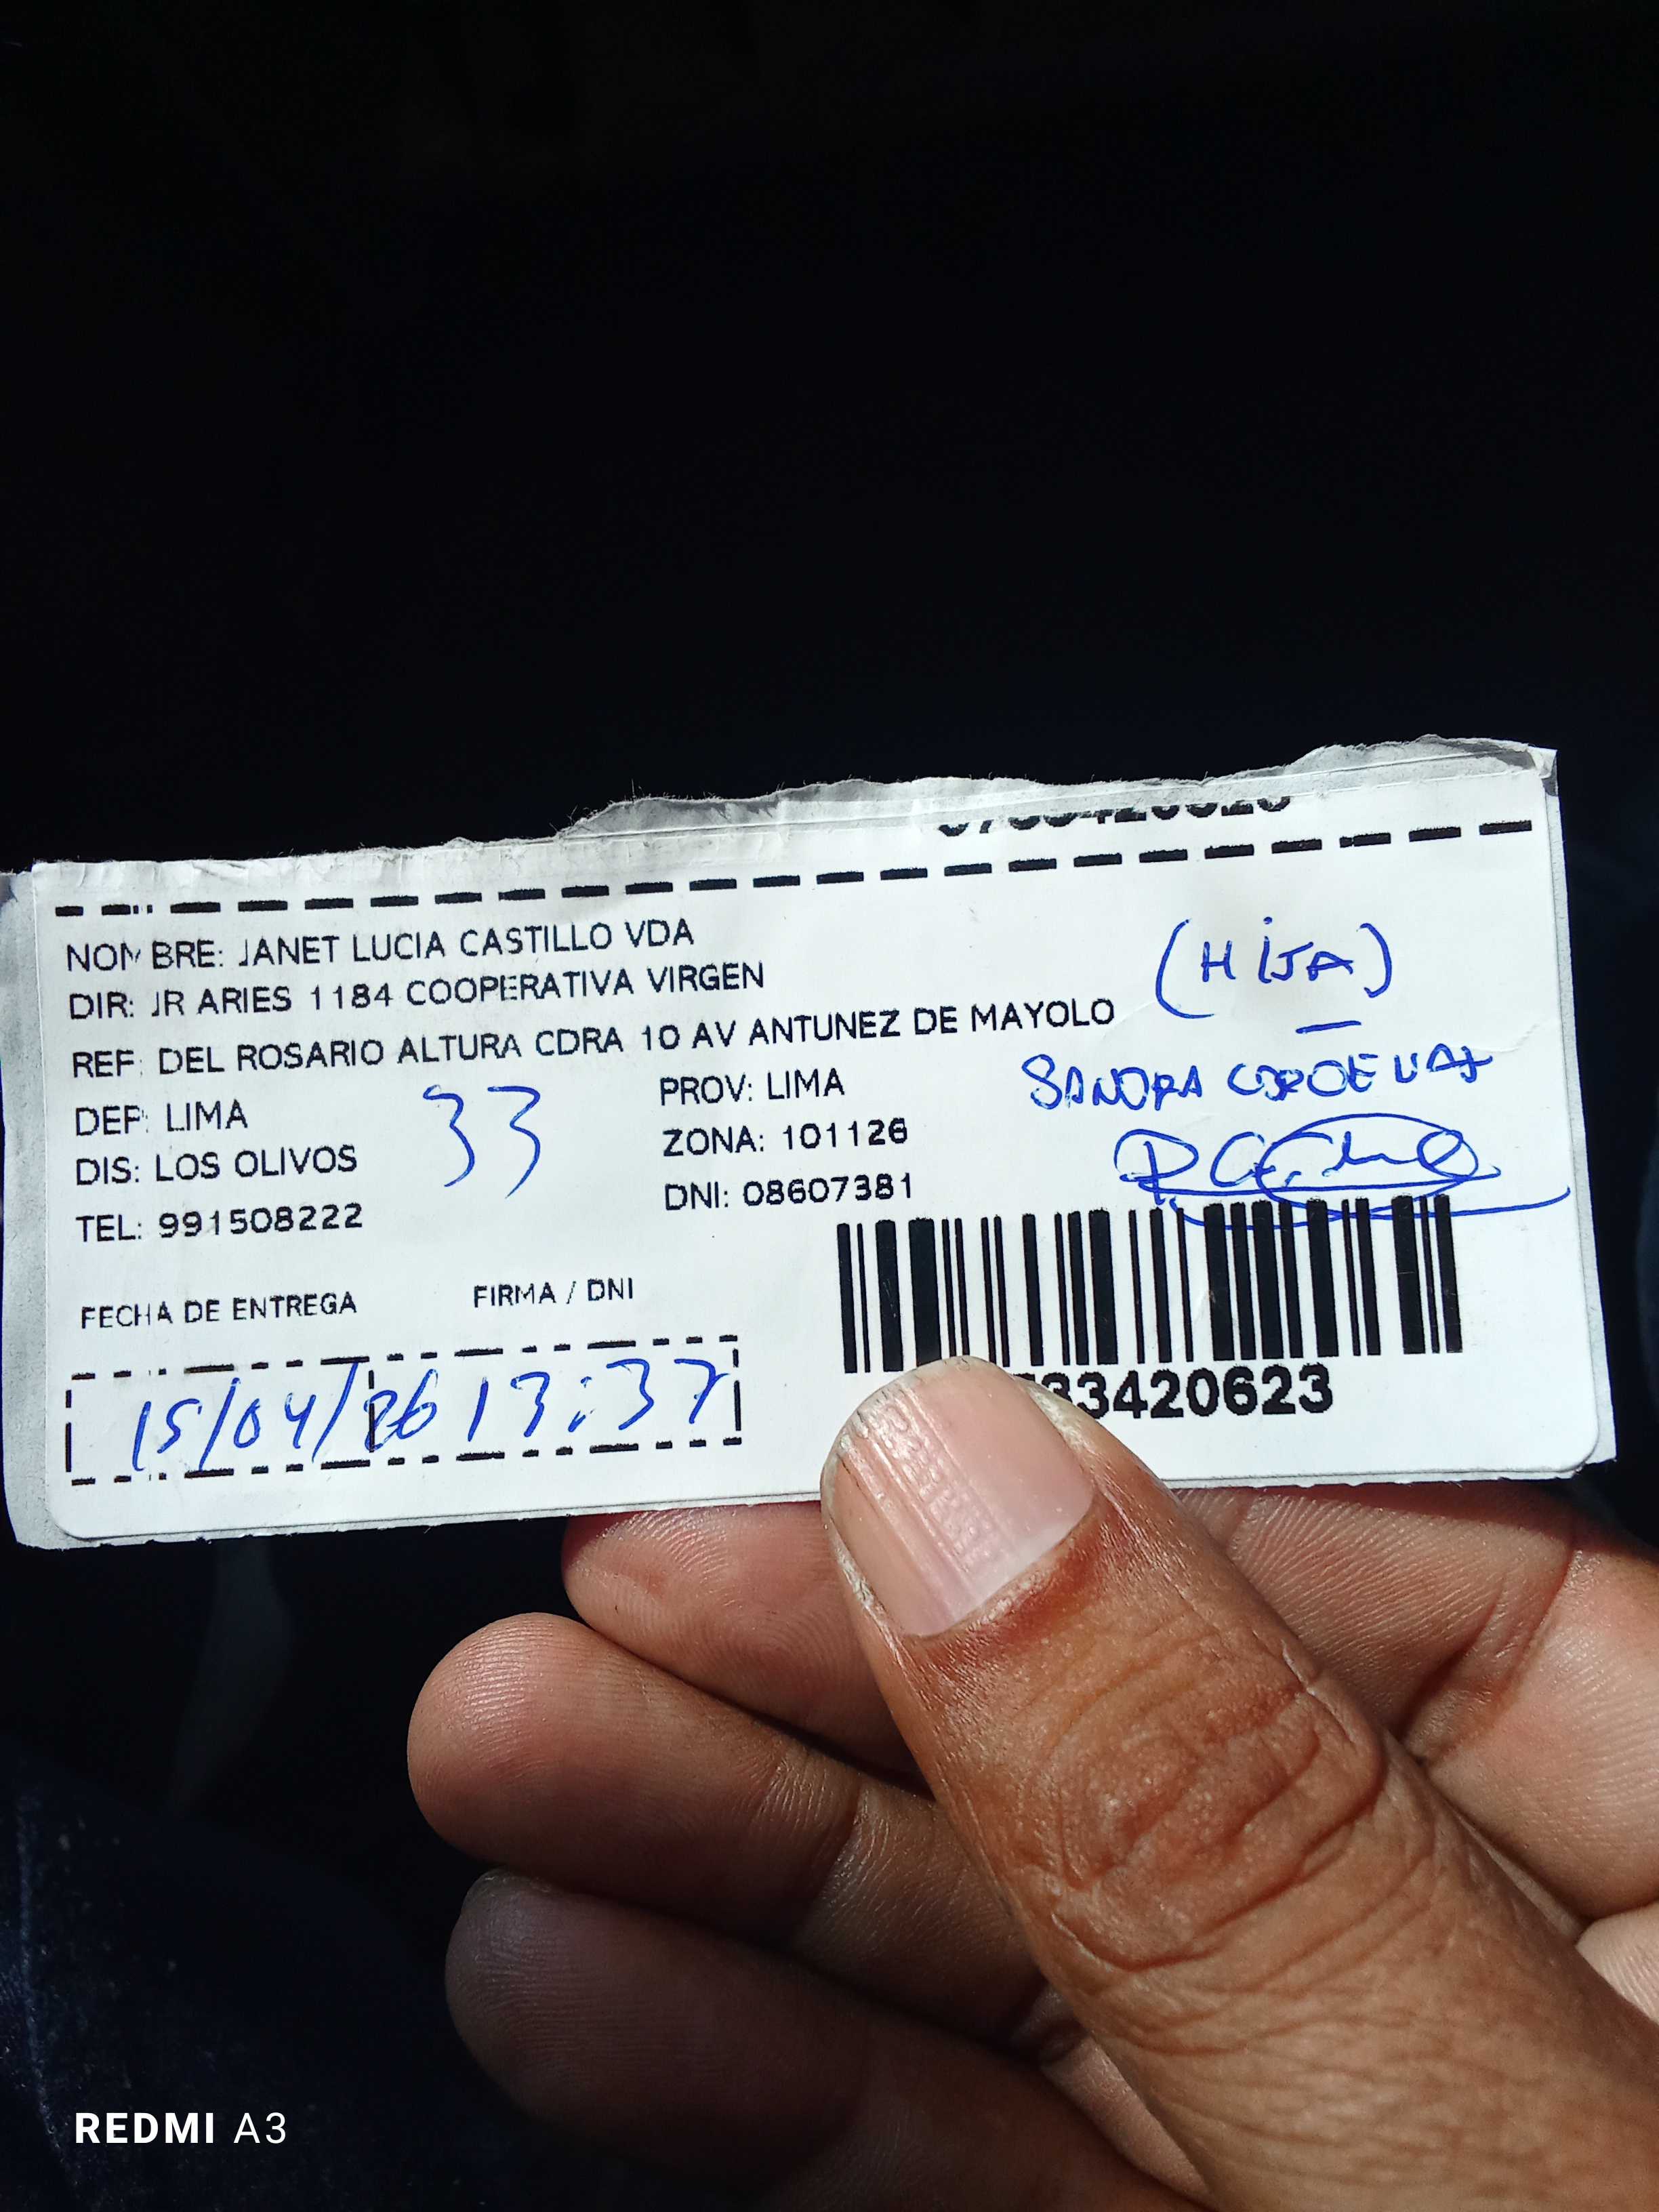 NOMBRE: JANET LUCIA CASTILLO VDA
DIR: JR ARIES 1184 COOPERATIVA VIRGEN
REF: DEL ROSARIO ALTURA CDRA 10 AV ANTUNEZ DE MAYOLO
(HIJA)
DEP: LIMA
PROV: LIMA
SANDRA
33
DIS: LOS OLIVOS
ZONA: 101126
TEL: 991508222
DNI: 08607381
FECHA DE ENTREGA
FIRMA / DNI
15/04/26 13:37
33420623
REDMI A3